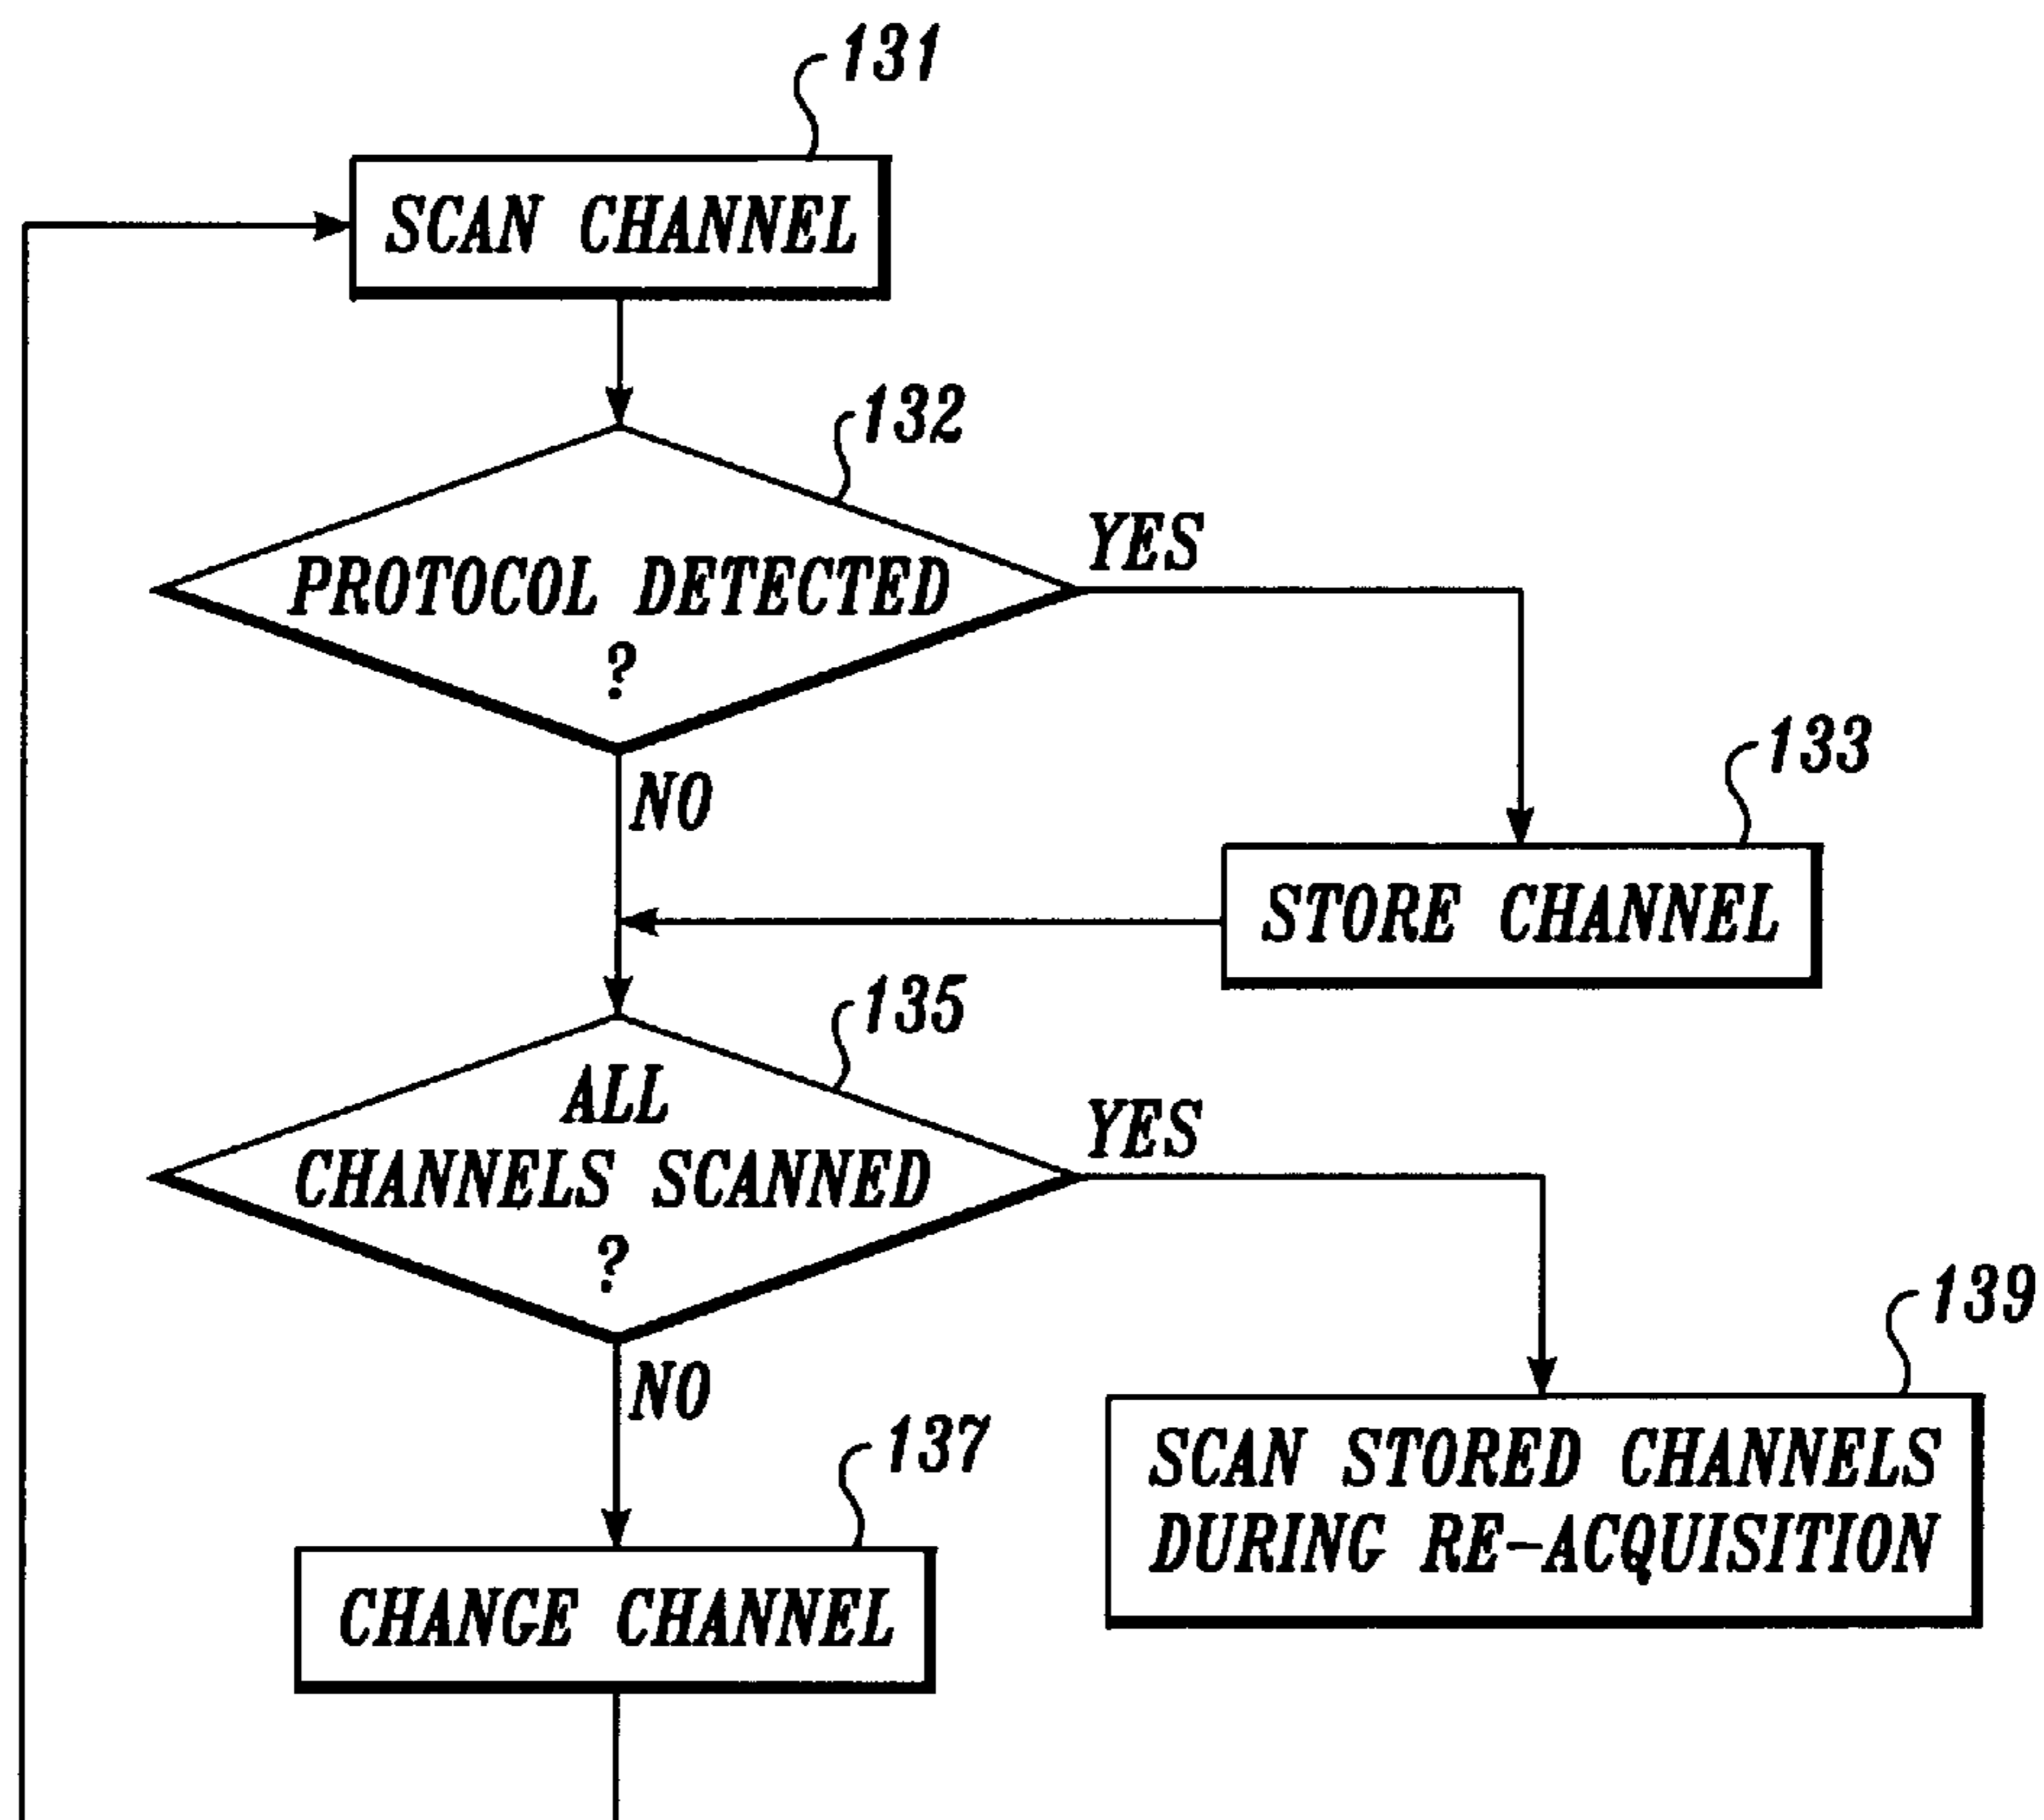 131
SCAN CHANNEL
132
PROTOCOL DETECTED
?
YES
NO
133
STORE CHANNEL
135
ALL
CHANNELS SCANNED
?
YES
NO
139
SCAN STORED CHANNELS
DURING RE-ACQUISITION
137
CHANGE CHANNEL